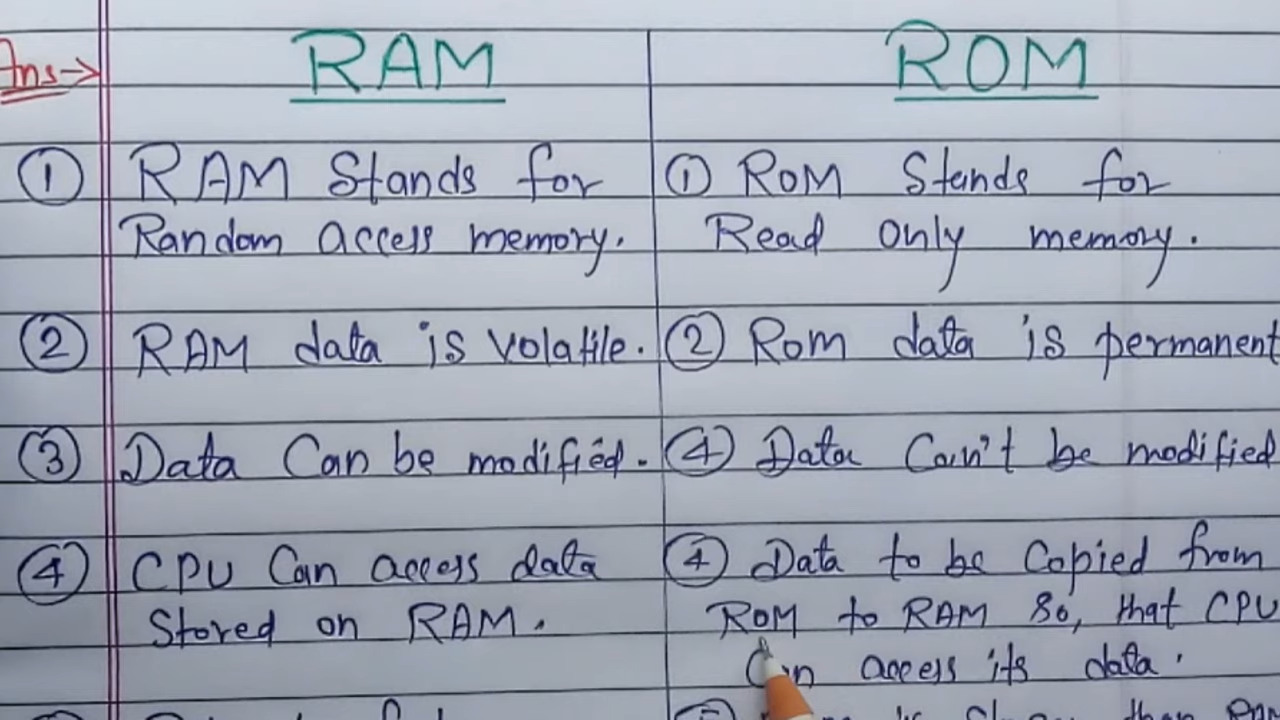 Ans→ RAM ROM
① RAM Stands for
Random access memory.
② RAM data is volatile.
③ Data Can be modified.
④ CPU Can access data
Stored on RAM.
① ROM Stands for
Read only memory.
② Rom data is permanent
④ Data Can't be modified
④ Data to be Copied from
ROM to RAM So, that CPU
Can access its data.